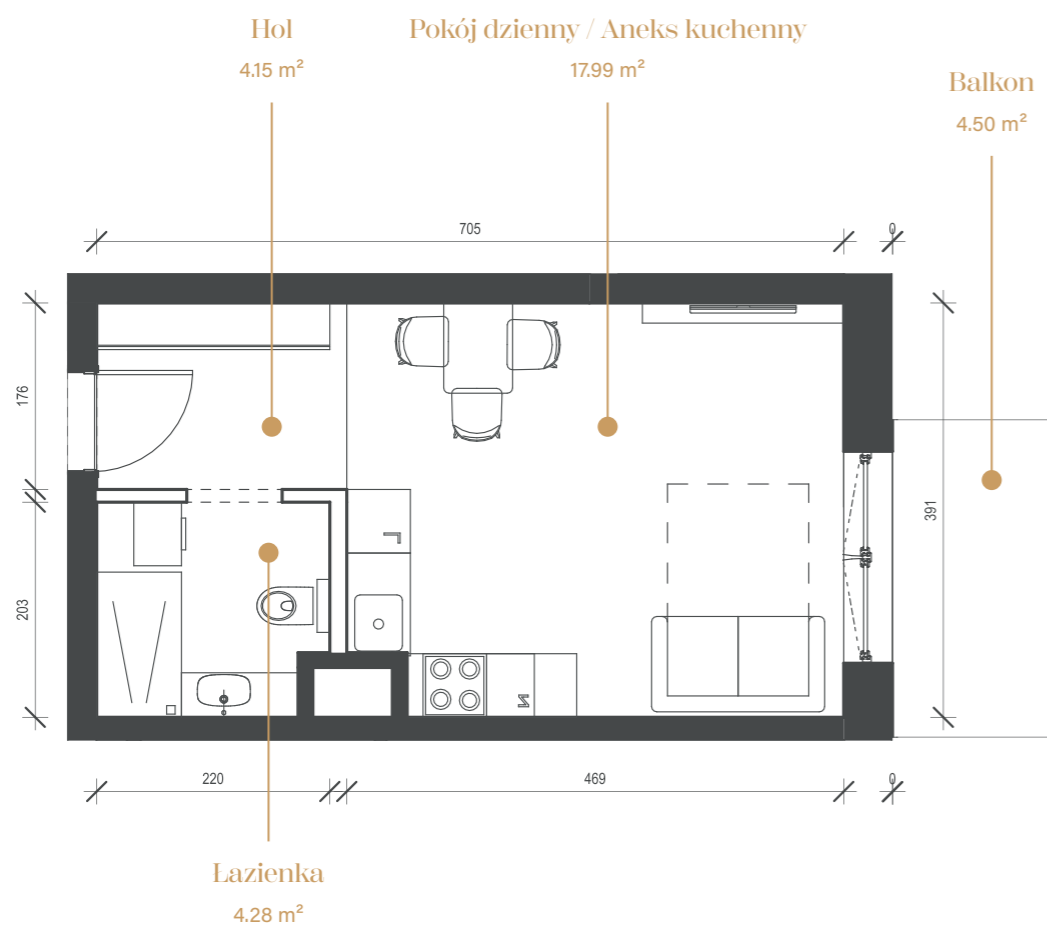 Hol
4.15 m²
Pokój dzienny / Aneks kuchenny
17.99 m²
Balkon
4.50 m²
705
0
176
203
391
L
Z
220
469
0
Łazienka
4.28 m²